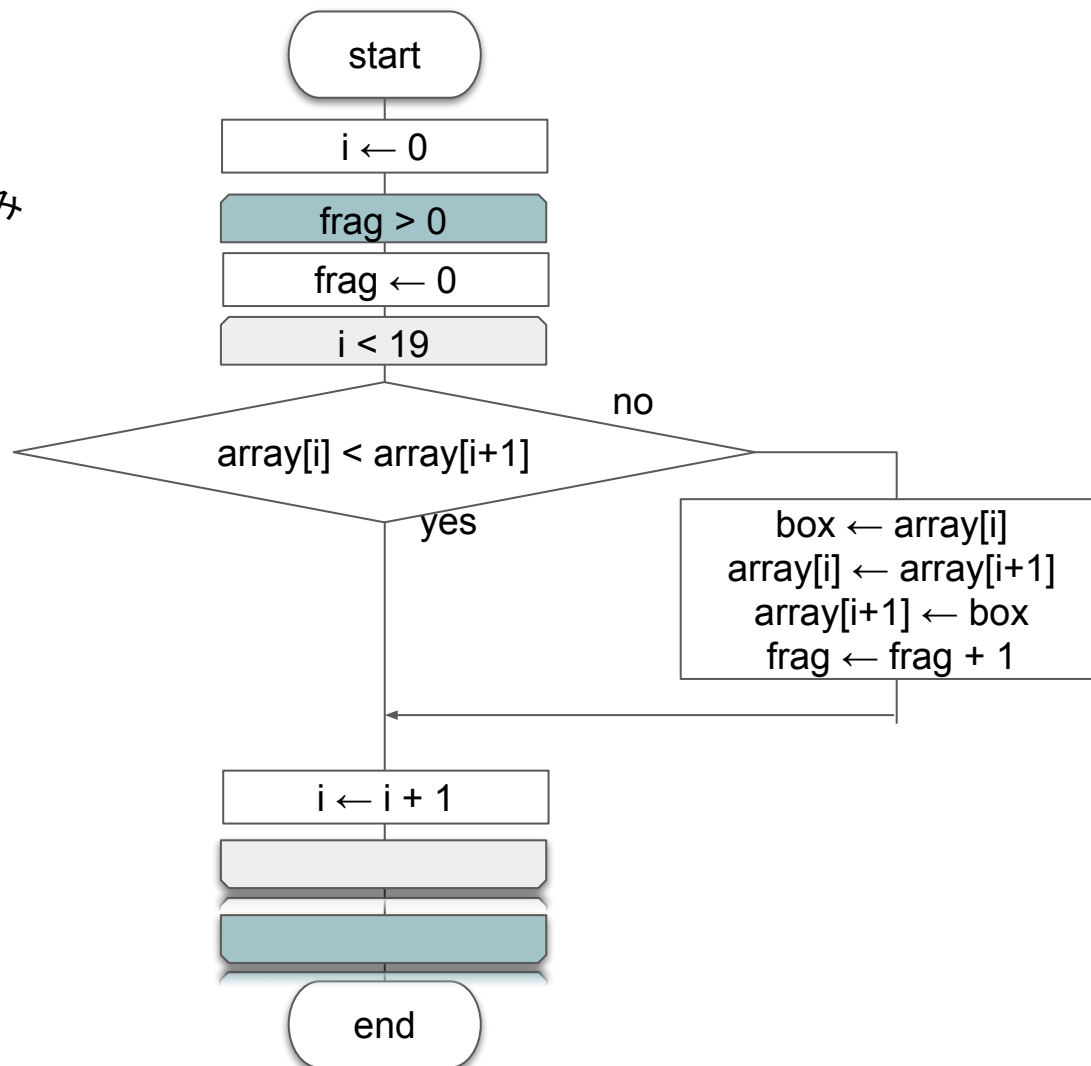 start
i ← 0
frag > 0
frag ← 0
i < 19
array[i] < array[i+1]
no
yes
box ← array[i]
array[i] ← array[i+1]
array[i+1] ← box
frag ← frag + 1
i ← i + 1
end